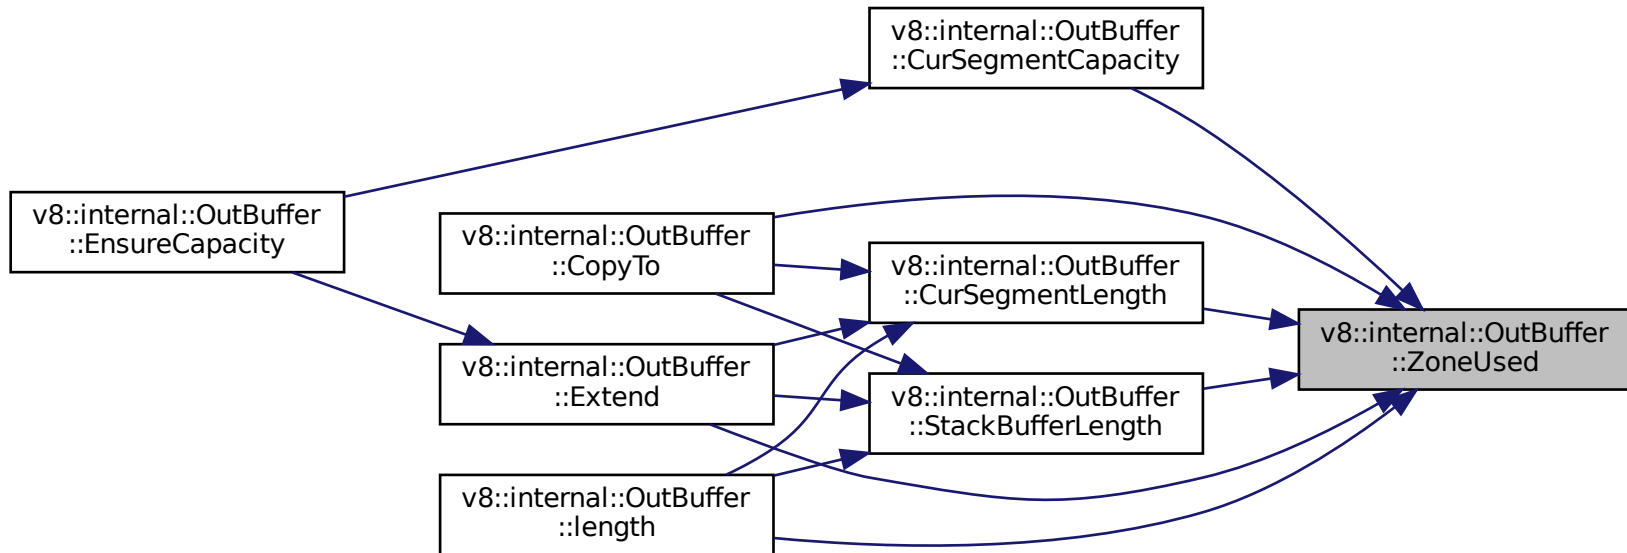 v8::internal::OutBuffer
::CurSegmentCapacity
v8::internal::OutBuffer
::EnsureCapacity
v8::internal::OutBuffer
::CopyTo
v8::internal::OutBuffer
::CurSegmentLength
v8::internal::OutBuffer
::ZoneUsed
v8::internal::OutBuffer
::Extend
v8::internal::OutBuffer
::StackBufferLength
v8::internal::OutBuffer
::length